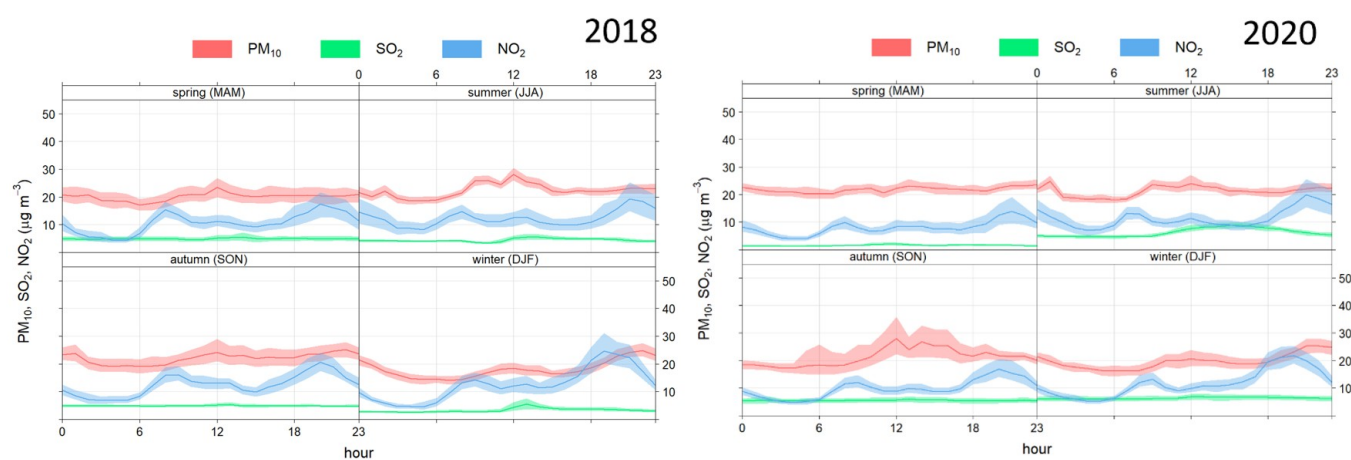 2018
PM10 SO2 NO2
0 6 12 18 23
spring (MAM) summer (JJA)
50
40
30
20
10
autumn (SON) winter (DJF)
50
40
30
20
10
0 6 12 18 23
hour
PM10, SO2, NO2 (µg m−3)
2020
PM10 SO2 NO2
0 6 12 18 23
spring (MAM) summer (JJA)
50
40
30
20
10
autumn (SON) winter (DJF)
50
40
30
20
10
0 6 12 18 23
hour
PM10, SO2, NO2 (µg m−3)